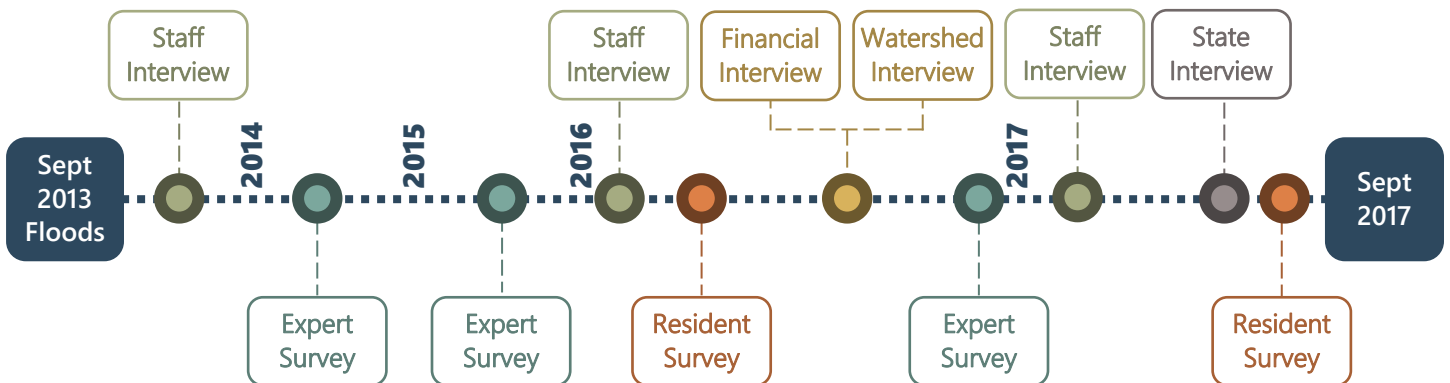 Staff
Interview
Staff
Interview
Financial
Interview
Watershed
Interview
Staff
Interview
State
Interview
Sept
2013
Floods
2014
2015
2016
2017
Sept
2017
Expert
Survey
Expert
Survey
Resident
Survey
Expert
Survey
Resident
Survey